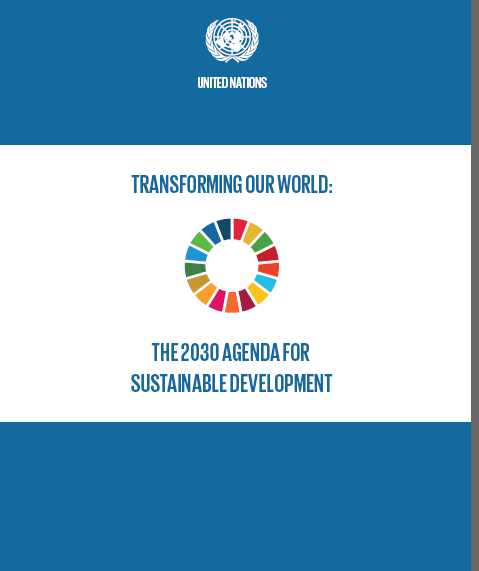 UNITED NATIONS
TRANSFORMING OUR WORLD:
THE 2030 AGENDA FOR
SUSTAINABLE DEVELOPMENT